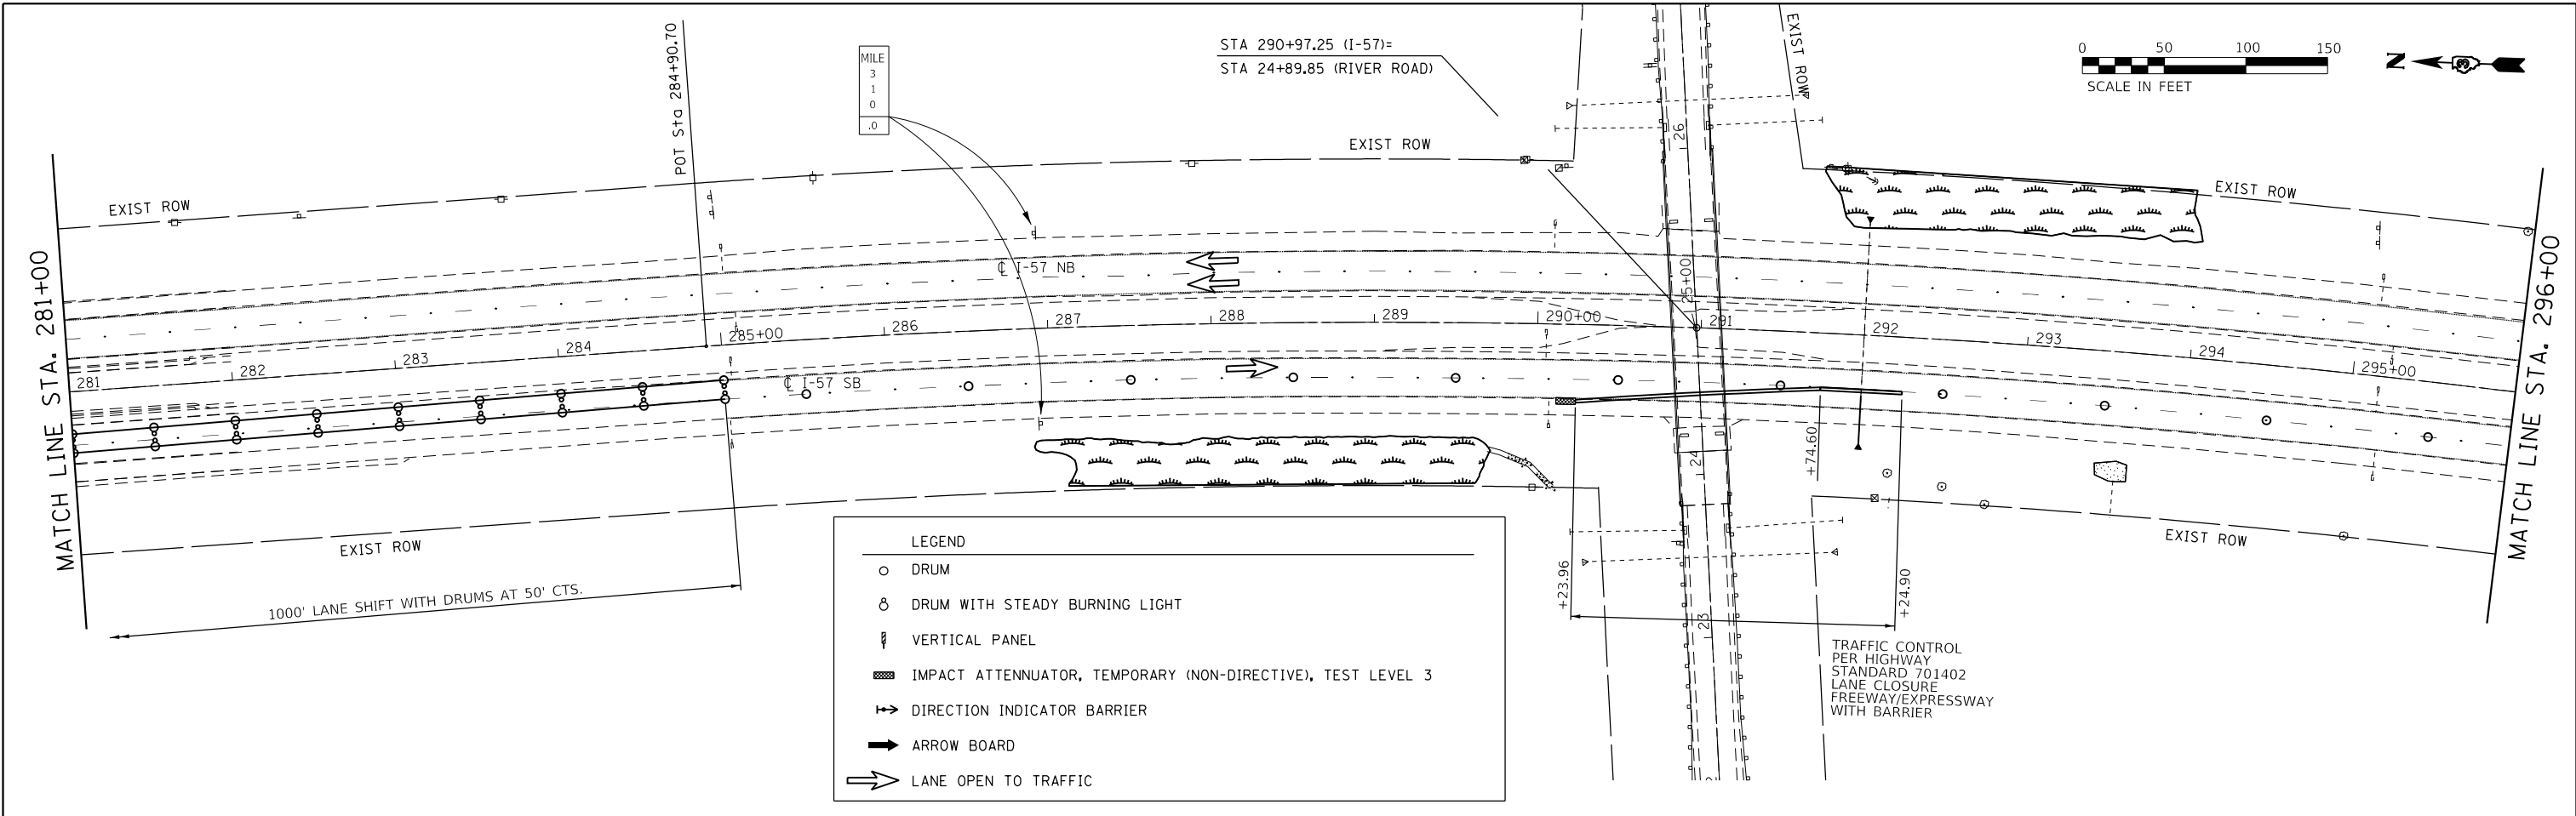 MATCH LINE STA. 281+00
EXIST ROW
POT Sta 284+90.70
MILE
3
1
0
.0
STA 290+97.25 (I-57)=
STA 24+89.85 (RIVER ROAD)
EXIST ROW
EXIST ROW
0 50 100 150
SCALE IN FEET
N
EXIST ROW
MATCH LINE STA. 296+00
26
25+00
24
23
℄ I-57 NB
281
282
283
284
285+00
286
287
288
289
290+00
291
292
293
294
295+00
℄ I-57 SB
EXIST ROW
1000' LANE SHIFT WITH DRUMS AT 50' CTS.
+23.96
+74.60
+24.90
EXIST ROW
TRAFFIC CONTROL
PER HIGHWAY
STANDARD 701402
LANE CLOSURE
FREEWAY/EXPRESSWAY
WITH BARRIER
LEGEND
DRUM
DRUM WITH STEADY BURNING LIGHT
VERTICAL PANEL
IMPACT ATTENNUATOR, TEMPORARY (NON-DIRECTIVE), TEST LEVEL 3
DIRECTION INDICATOR BARRIER
ARROW BOARD
LANE OPEN TO TRAFFIC